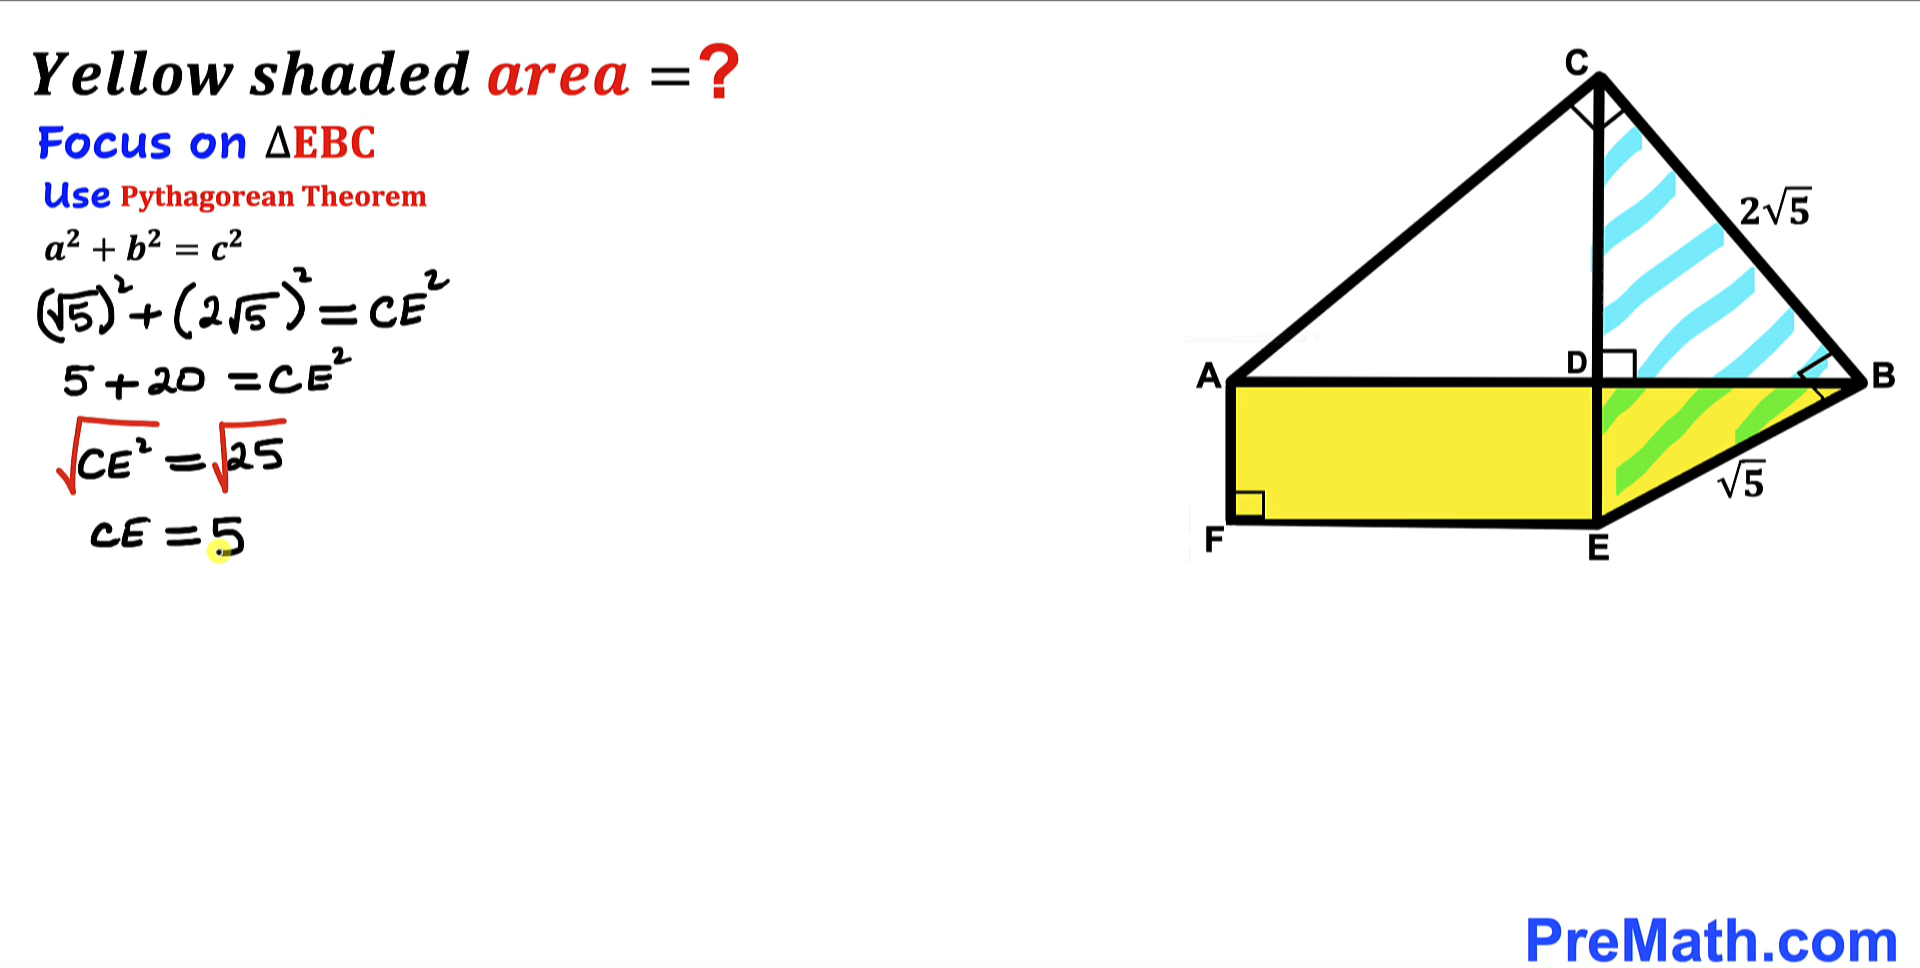 Yellow shaded area =?
Focus on ΔEBC
Use Pythagorean Theorem
a² + b² = c²
(√5)² + (2√5)² = CE²
5 + 20 = CE²
√CE² = √25
CE = 5
C
2√5
A
D
B
√5
F
E
PreMath.com